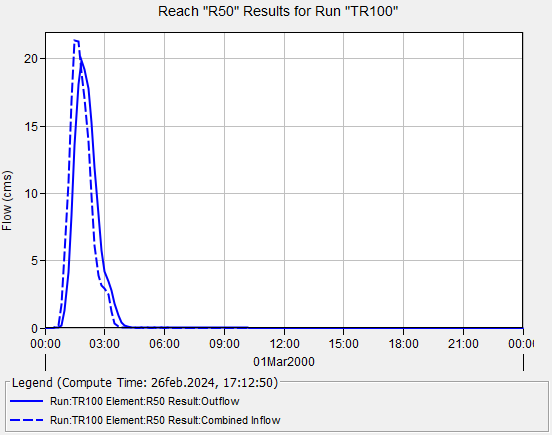 Reach "R50" Results for Run "TR100"
Flow (cms)
20
15
10
5
0
00:00 03:00 06:00 09:00 12:00 15:00 18:00 21:00 00:0
01Mar2000
Legend (Compute Time: 26feb.2024, 17:12:50)
Run:TR100 Element:R50 Result:Outflow
Run:TR100 Element:R50 Result:Combined Inflow